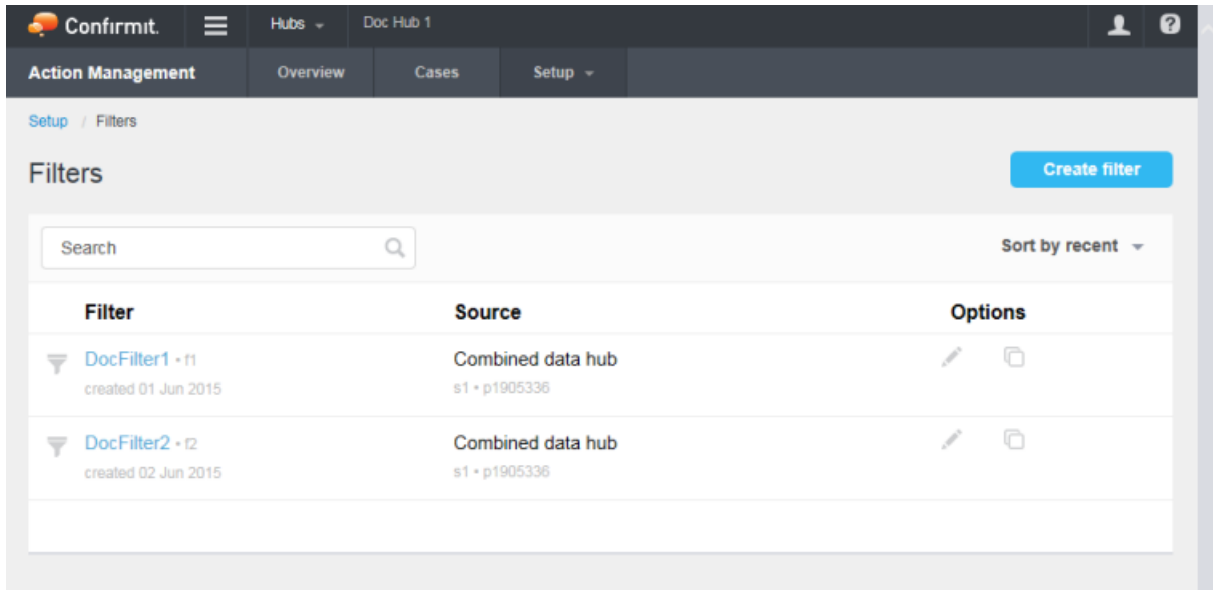 Confirmit. Hubs Doc Hub 1
Action Management Overview Cases Setup
Setup / Filters
Filters Create filter
Search Sort by recent
Filter Source Options
DocFilter1 • f1 Combined data hub
created 01 Jun 2015 s1 • p1905336
DocFilter2 • f2 Combined data hub
created 02 Jun 2015 s1 • p1905336